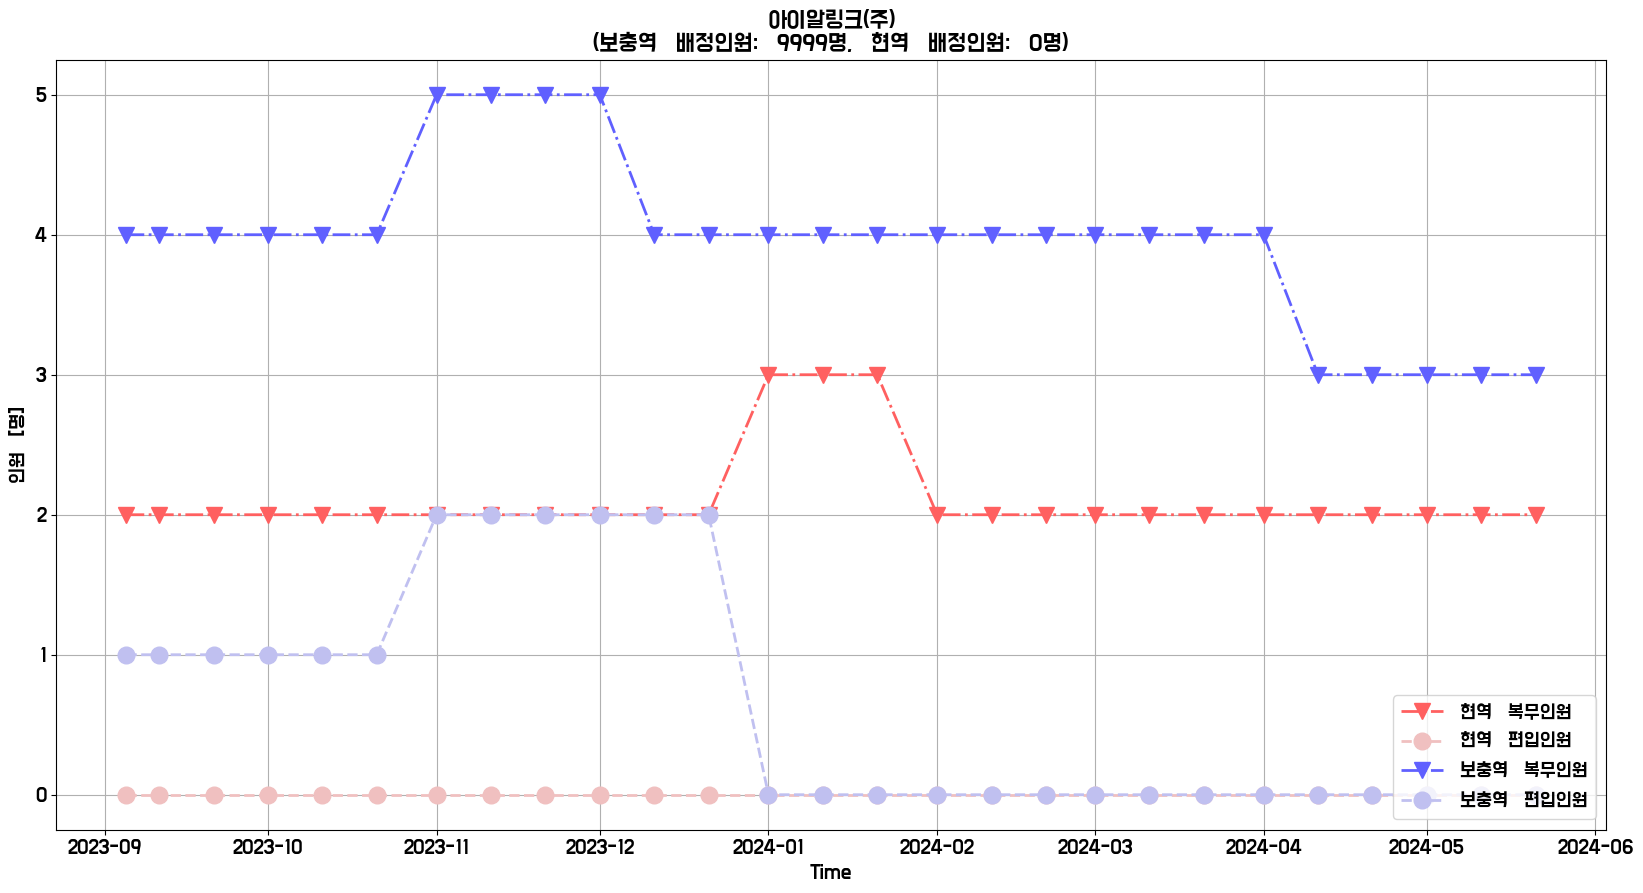 아이알링크(주)
(보충역 배정인원: 9999명, 현역 배정인원: 0명)
인원 [명]
5
4
3
2
1
0
현역 복무인원
현역 편입인원
보충역 복무인원
보충역 편입인원
2023-09 2023-10 2023-11 2023-12 2024-01 2024-02 2024-03 2024-04 2024-05 2024-06
Time